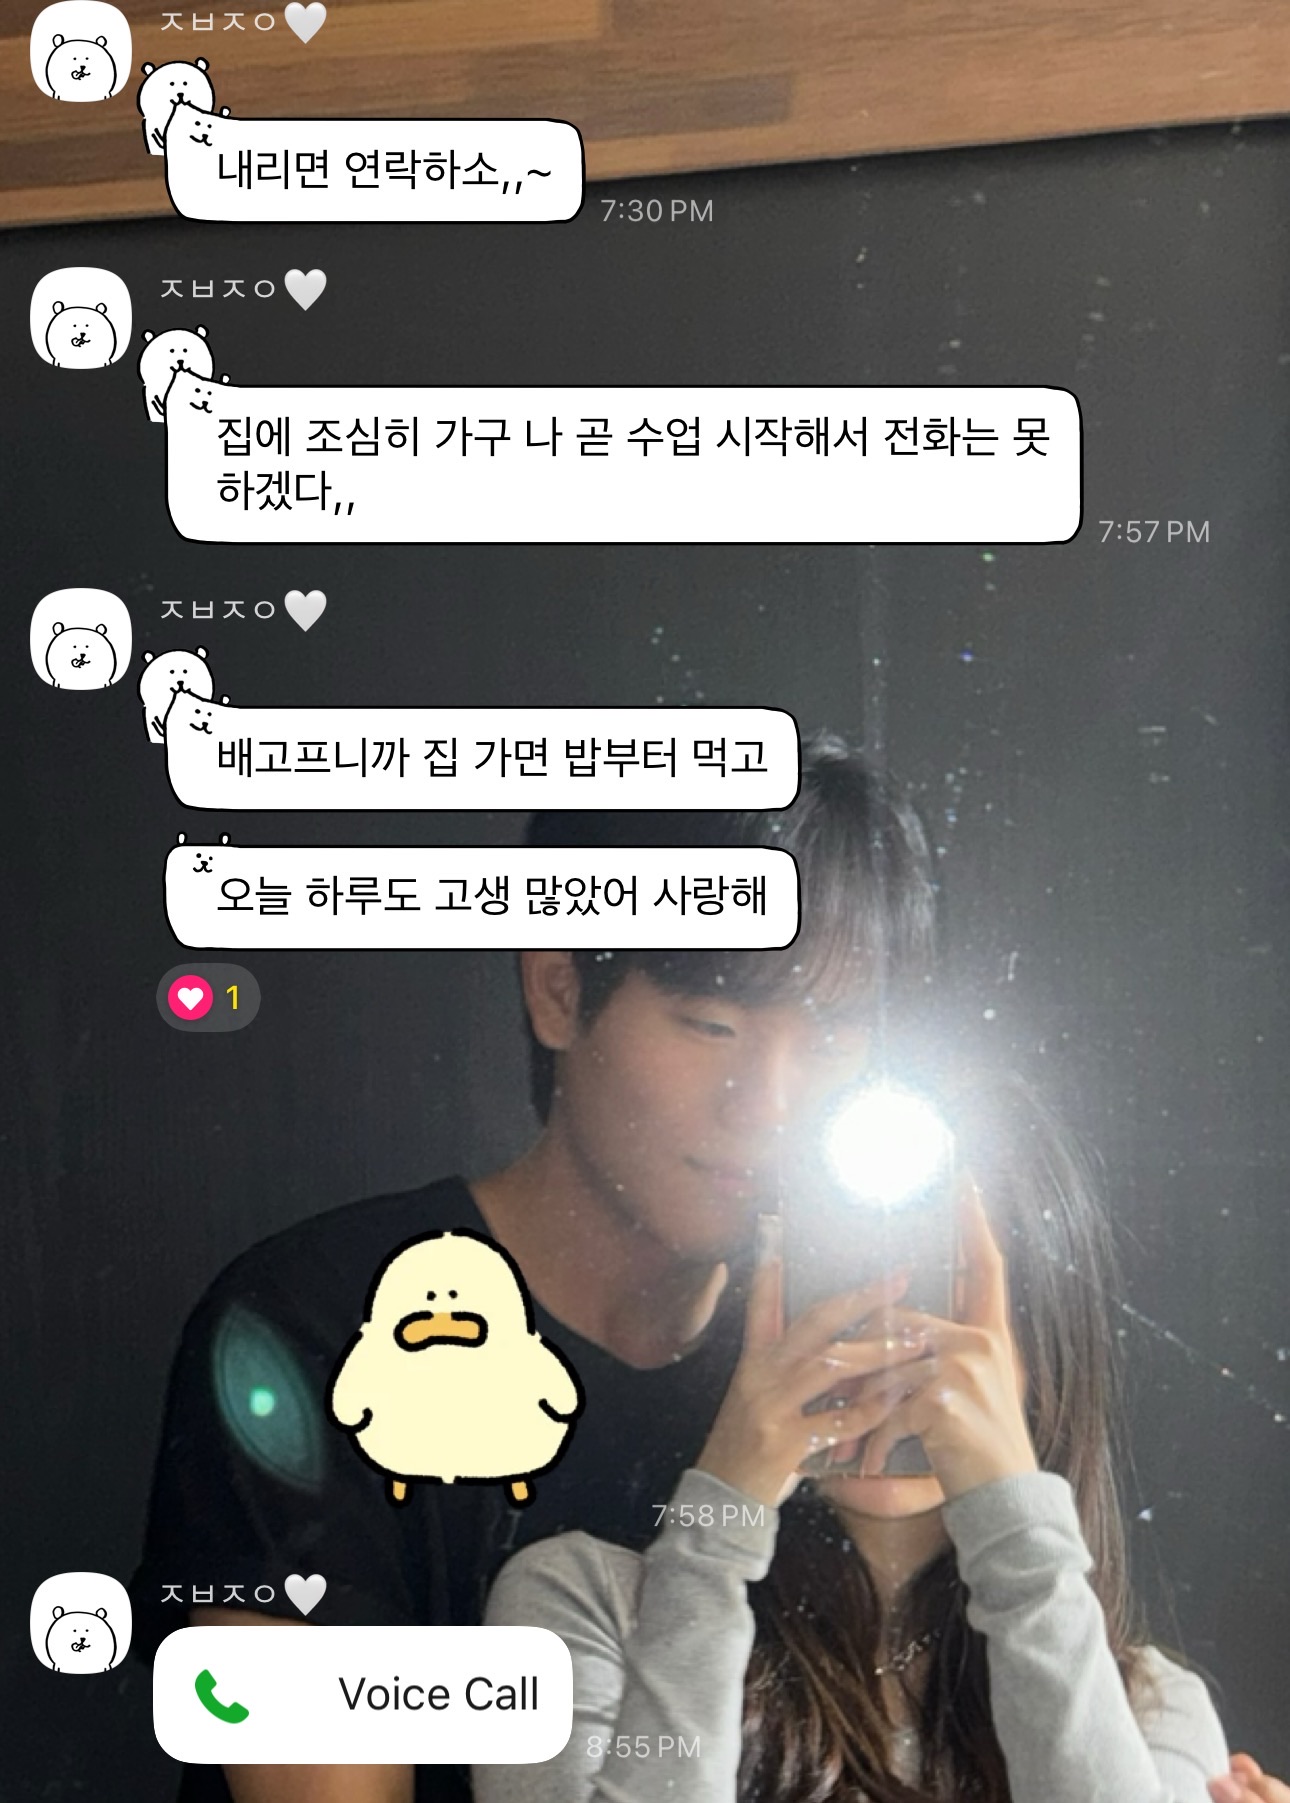 ㅈㅂㅈㅇ🤍
내리면 연락하소,,~
7:30 PM
ㅈㅂㅈㅇ🤍
집에 조심히 가구 나 곧 수업 시작해서 전화는 못
하겠다,,
7:57 PM
ㅈㅂㅈㅇ🤍
배고프니까 집 가면 밥부터 먹고
오늘 하루도 고생 많았어 사랑해
1
7:58 PM
ㅈㅂㅈㅇ🤍
Voice Call
8:55 PM